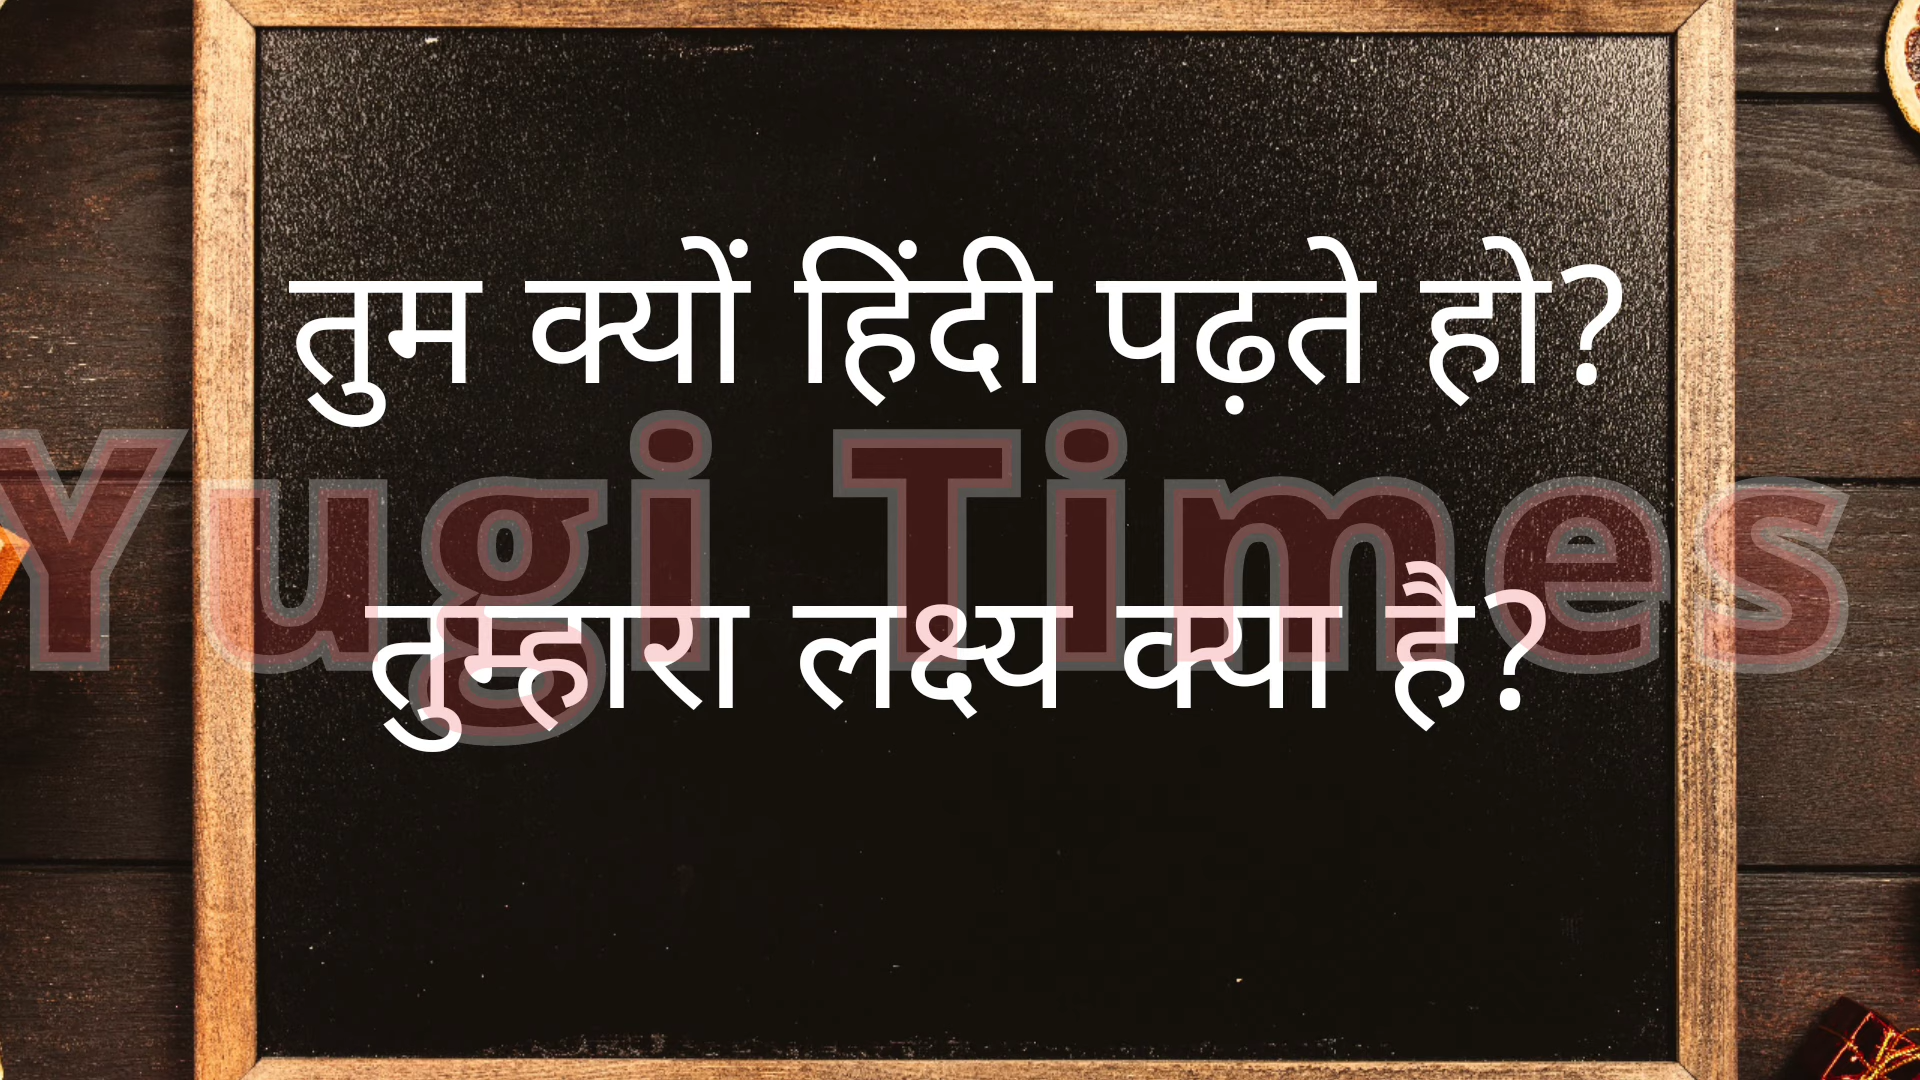 तुम क्यों हिंदी पढ़ते हो?
Yugi Times
तुम्हारा लक्ष्य क्या है?